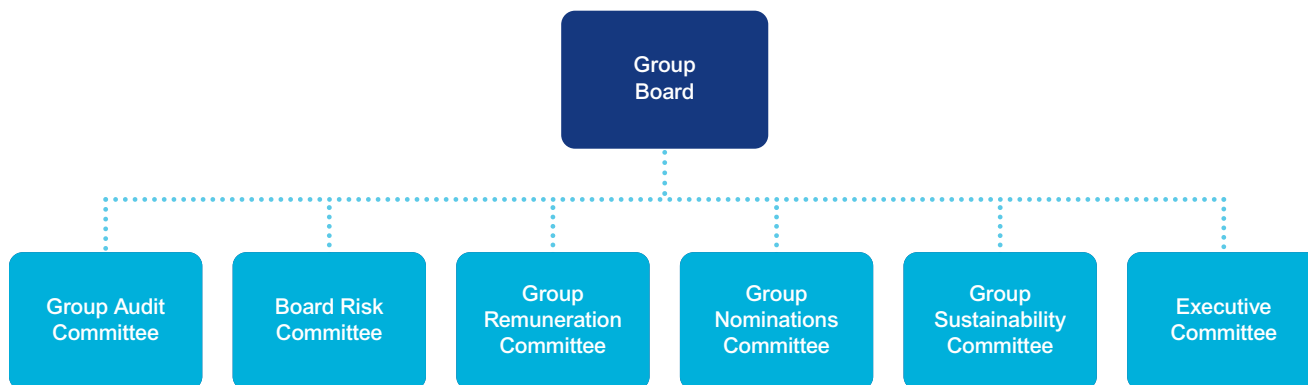 Group
Board
Group Audit
Committee
Board Risk
Committee
Group
Remuneration
Committee
Group
Nominations
Committee
Group
Sustainability
Committee
Executive
Committee